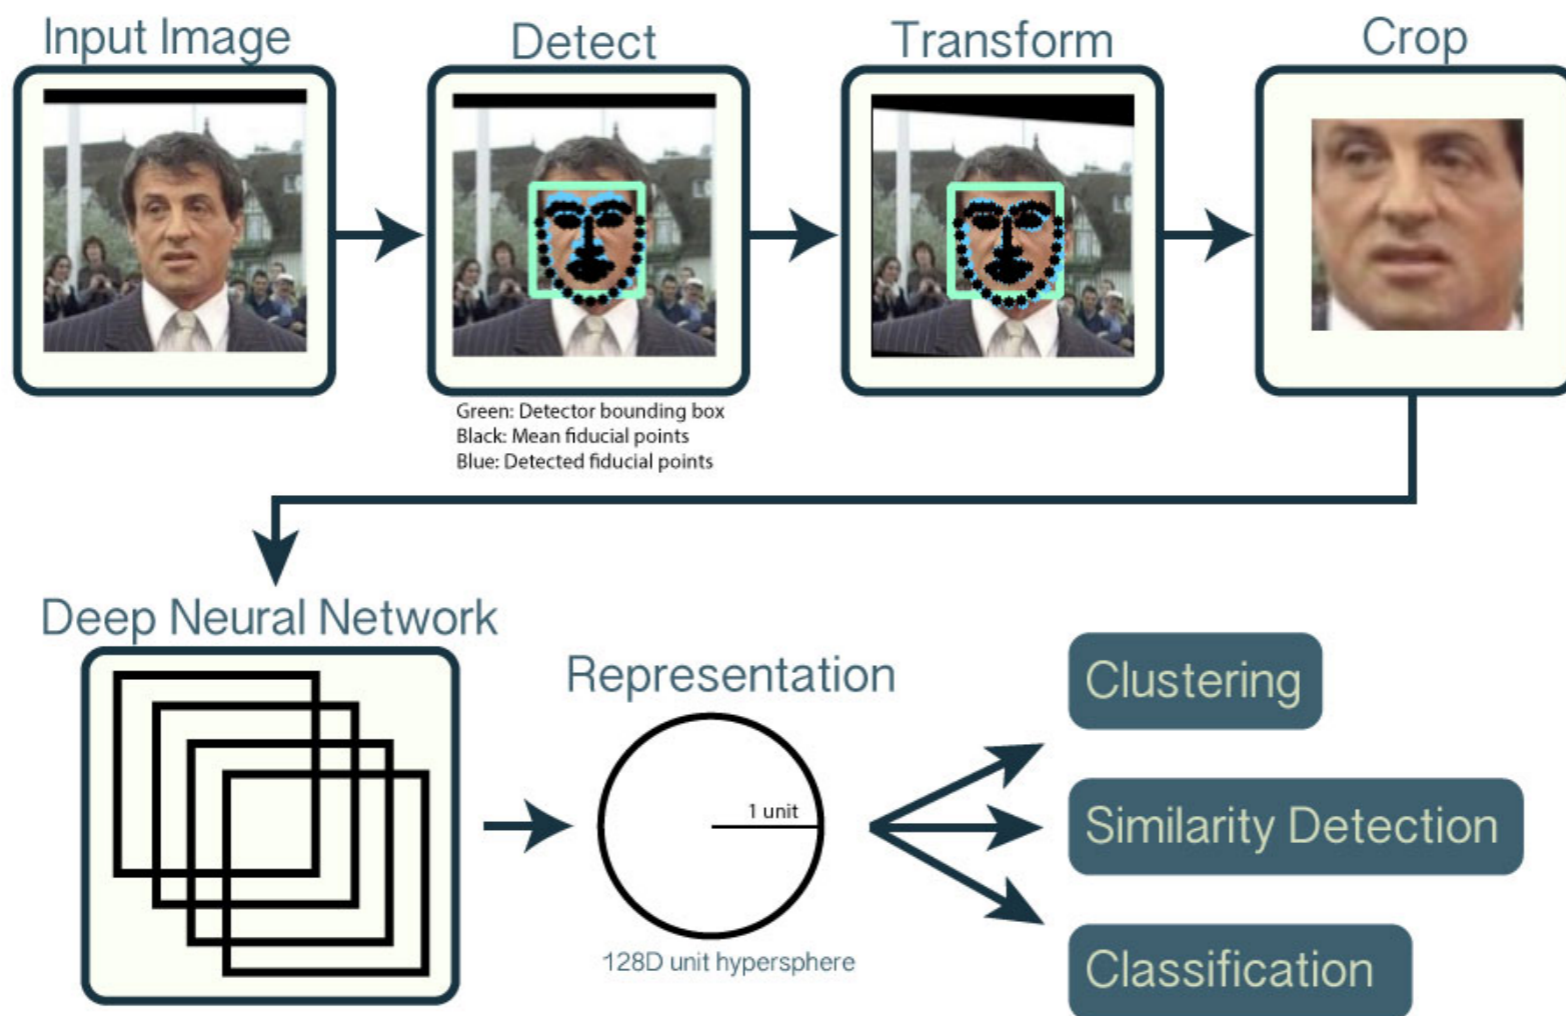 Input Image
Detect
Transform
Crop
Green: Detector bounding box
Black: Mean fiducial points
Blue: Detected fiducial points
Deep Neural Network
Representation
1 unit
128D unit hypersphere
Clustering
Similarity Detection
Classification